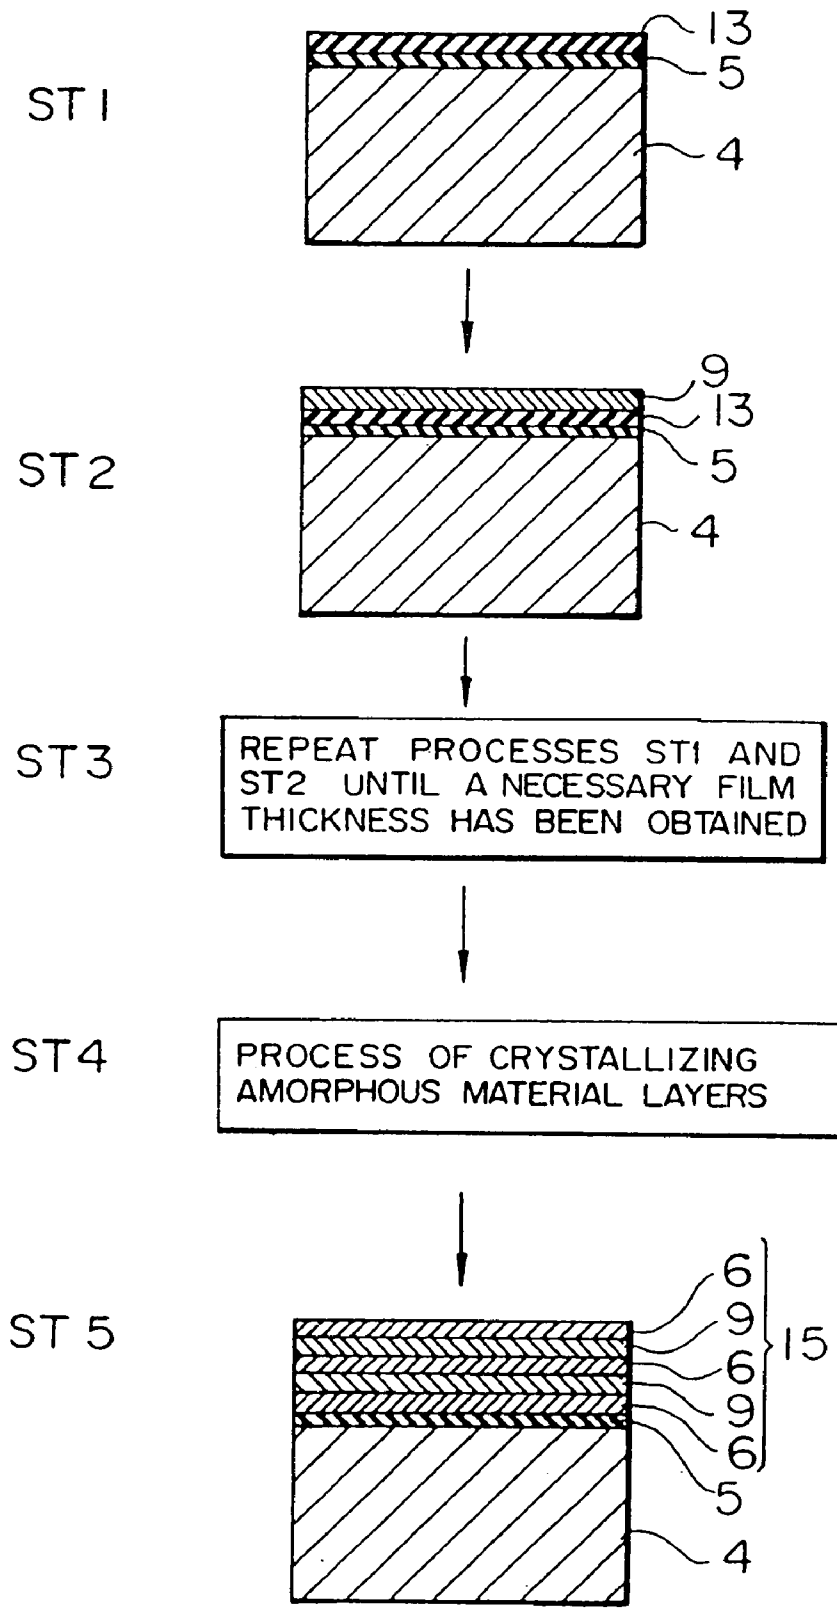 13
5
ST1
4
9
13
5
ST2
4
ST3
REPEAT PROCESSES ST1 AND
ST2 UNTIL A NECESSARY FILM
THICKNESS HAS BEEN OBTAINED
ST4
PROCESS OF CRYSTALLIZING
AMORPHOUS MATERIAL LAYERS
6
ST5
9
15
6
9
6
5
4